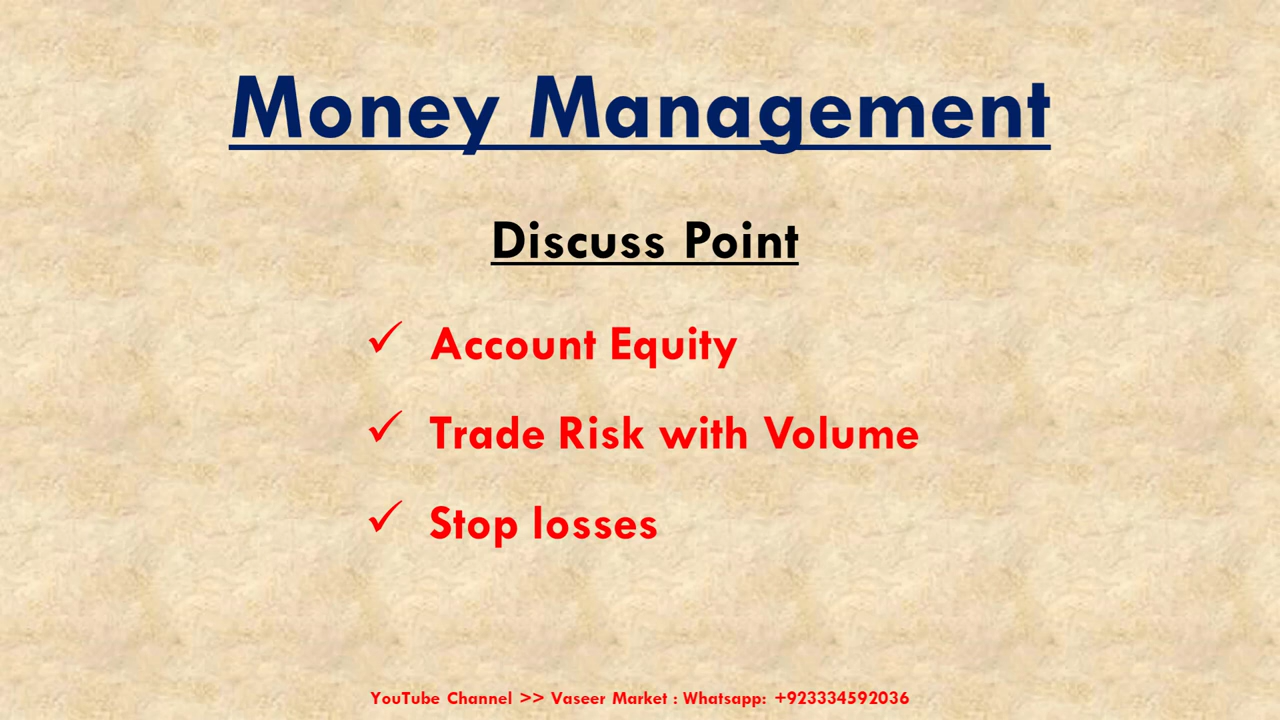 Money Management
Discuss Point
✓ Account Equity
✓ Trade Risk with Volume
✓ Stop losses
YouTube Channel >> Vaseer Market : Whatsapp: +923334592036